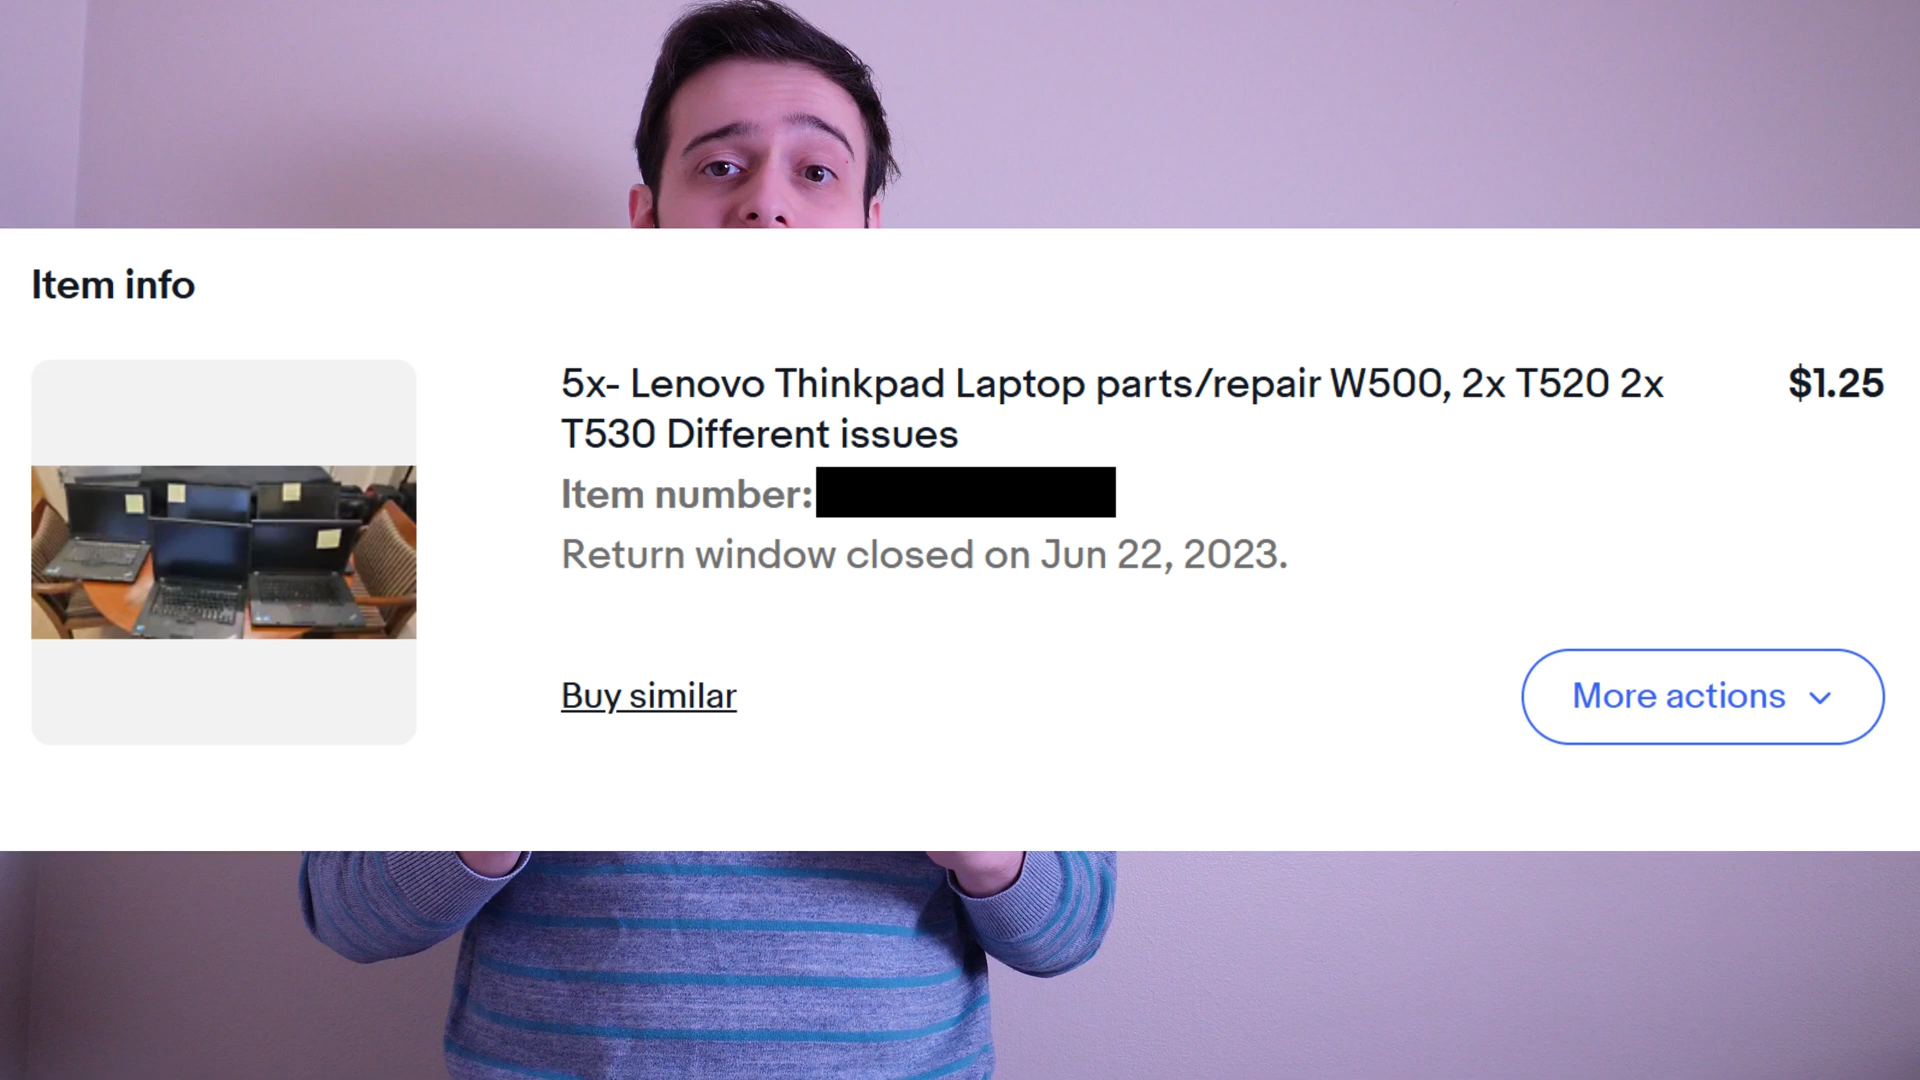 Item info
5x- Lenovo Thinkpad Laptop parts/repair W500, 2x T520 2x
$1.25
T530 Different issues
Item number:
Return window closed on Jun 22, 2023.
Buy similar
More actions